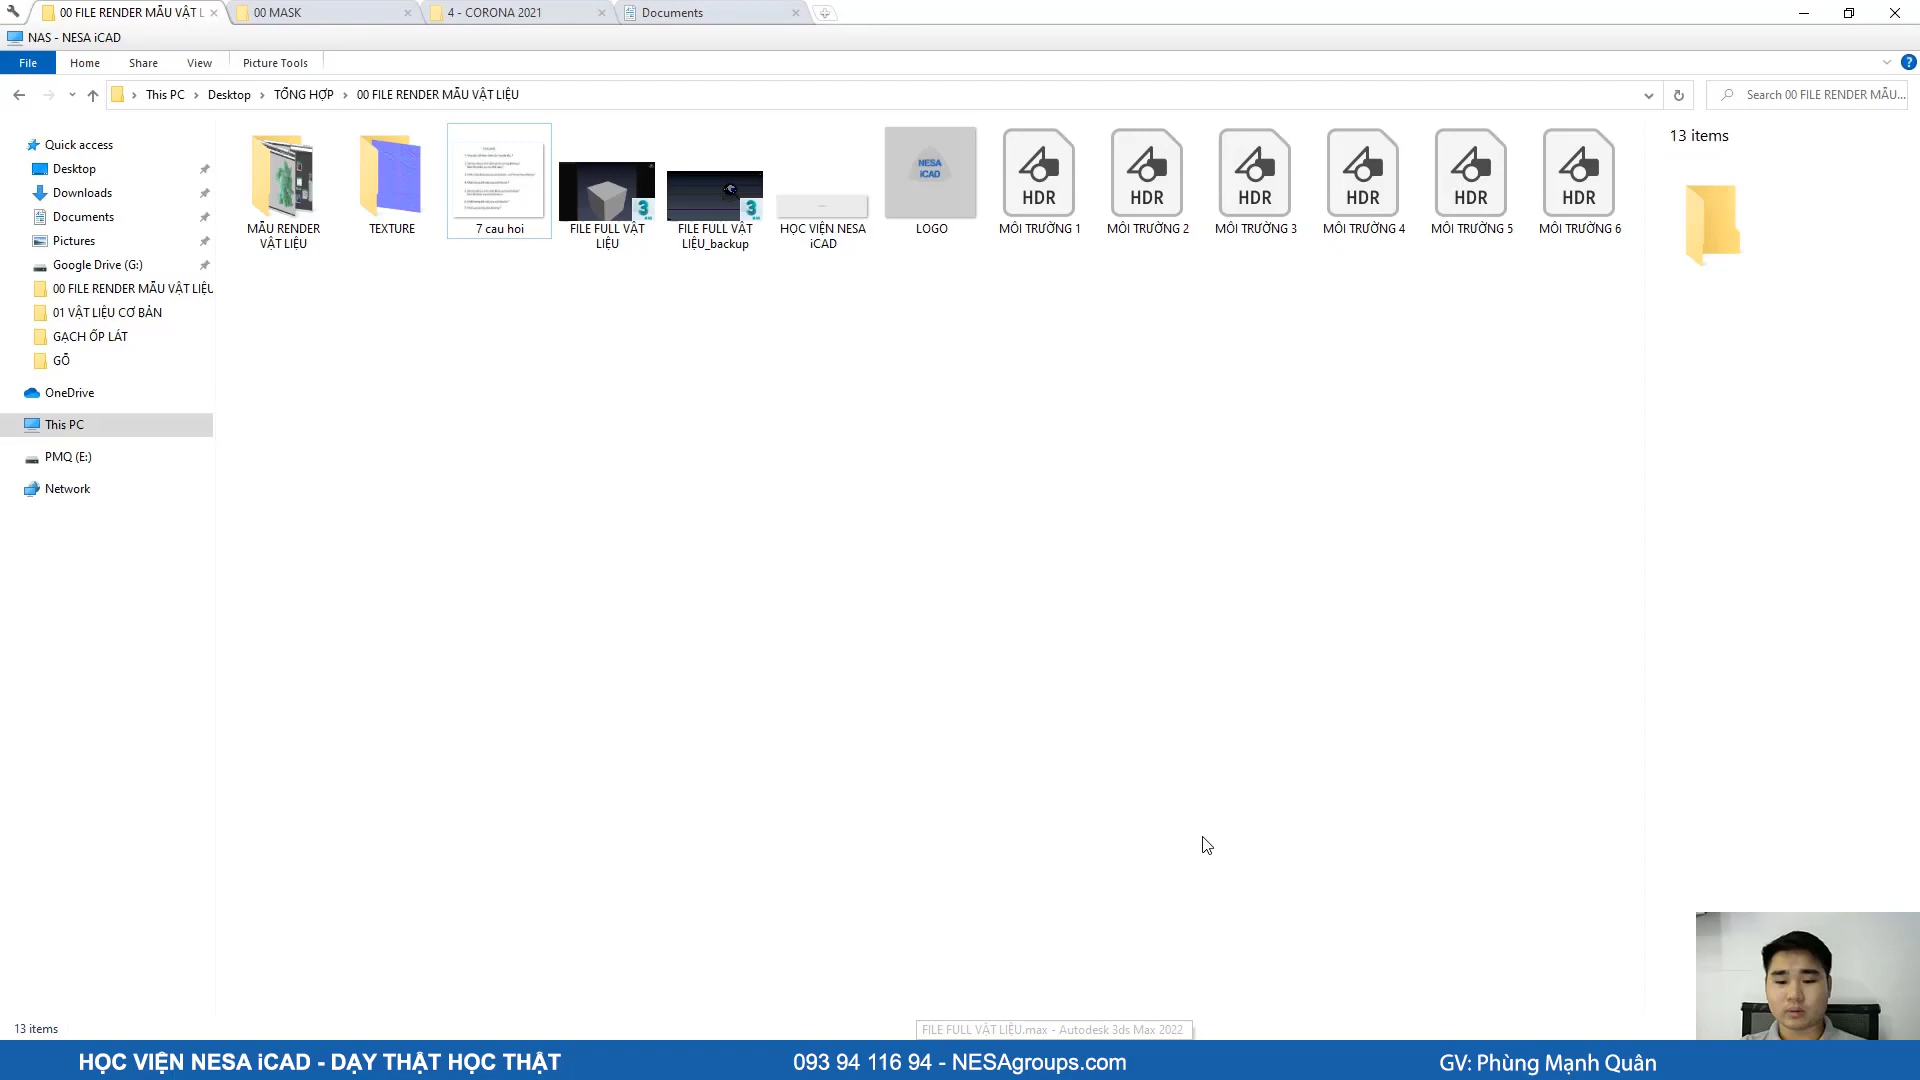 00 FILE RENDER MẪU VẬT L
00 MASK
4 - CORONA 2021
Documents
NAS - NESA iCAD
File
Home
Share
View
Picture Tools
This PC
Desktop
TỔNG HỢP
00 FILE RENDER MẪU VẬT LIỆU
Search 00 FILE RENDER MẪU...
Quick access
Desktop
Downloads
Documents
Pictures
Google Drive (G:)
00 FILE RENDER MẪU VẬT LIỆU
01 VẬT LIỆU CƠ BẢN
GẠCH ỐP LÁT
GỖ
OneDrive
This PC
PMQ (E:)
Network
MẪU RENDER
VẬT LIỆU
TEXTURE
7 cau hoi
FILE FULL VẬT
LIỆU
FILE FULL VẬT
LIỆU_backup
HỌC VIỆN NESA
iCAD
NESA
iCAD
LOGO
HDR
MÔI TRƯỜNG 1
HDR
MÔI TRƯỜNG 2
HDR
MÔI TRƯỜNG 3
HDR
MÔI TRƯỜNG 4
HDR
MÔI TRƯỜNG 5
HDR
MÔI TRƯỜNG 6
13 items
13 items
FILE FULL VẬT LIỆU.max - Autodesk 3ds Max 2022
HỌC VIỆN NESA iCAD - DẠY THẬT HỌC THẬT
093 94 116 94 - NESAgroups.com
GV: Phùng Mạnh Quân